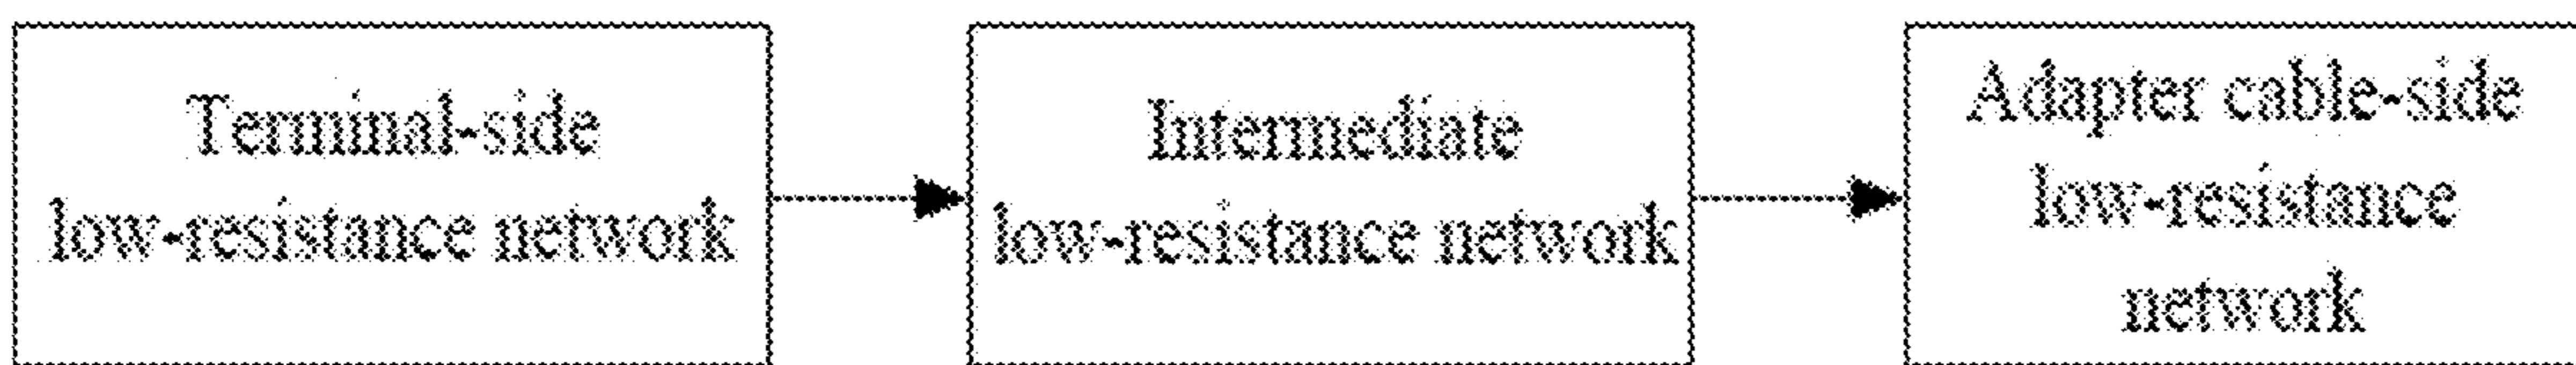 Terminal-side
low-resistance network
Intermediate
low-resistance network
Adapter cable-side
low-resistance
network